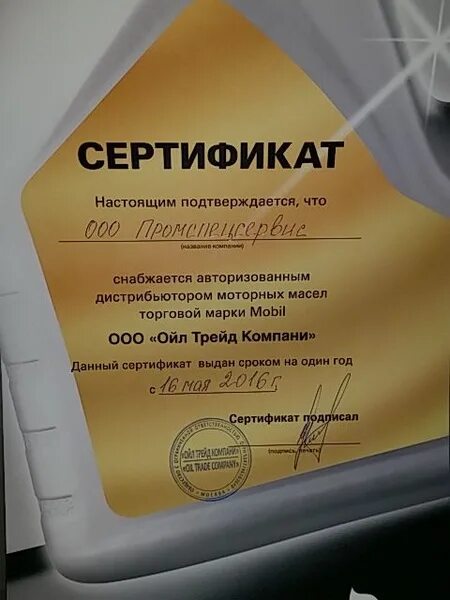 СЕРТИФИКАТ
Настоящим подтверждается, что
ООО Промспецсервис
(название компании)
снабжается авторизованным
дистрибьютором моторных масел
торговой марки Mobil
ООО «Ойл Трейд Компани»
Данный сертификат выдан сроком на один год
с 16 мая 2016 г.
Сертификат подписал
(подпись, печать)
«ОЙЛ ТРЕЙД КОМПАНИ»
«OIL TRADE COMPANY»
МОСКВА